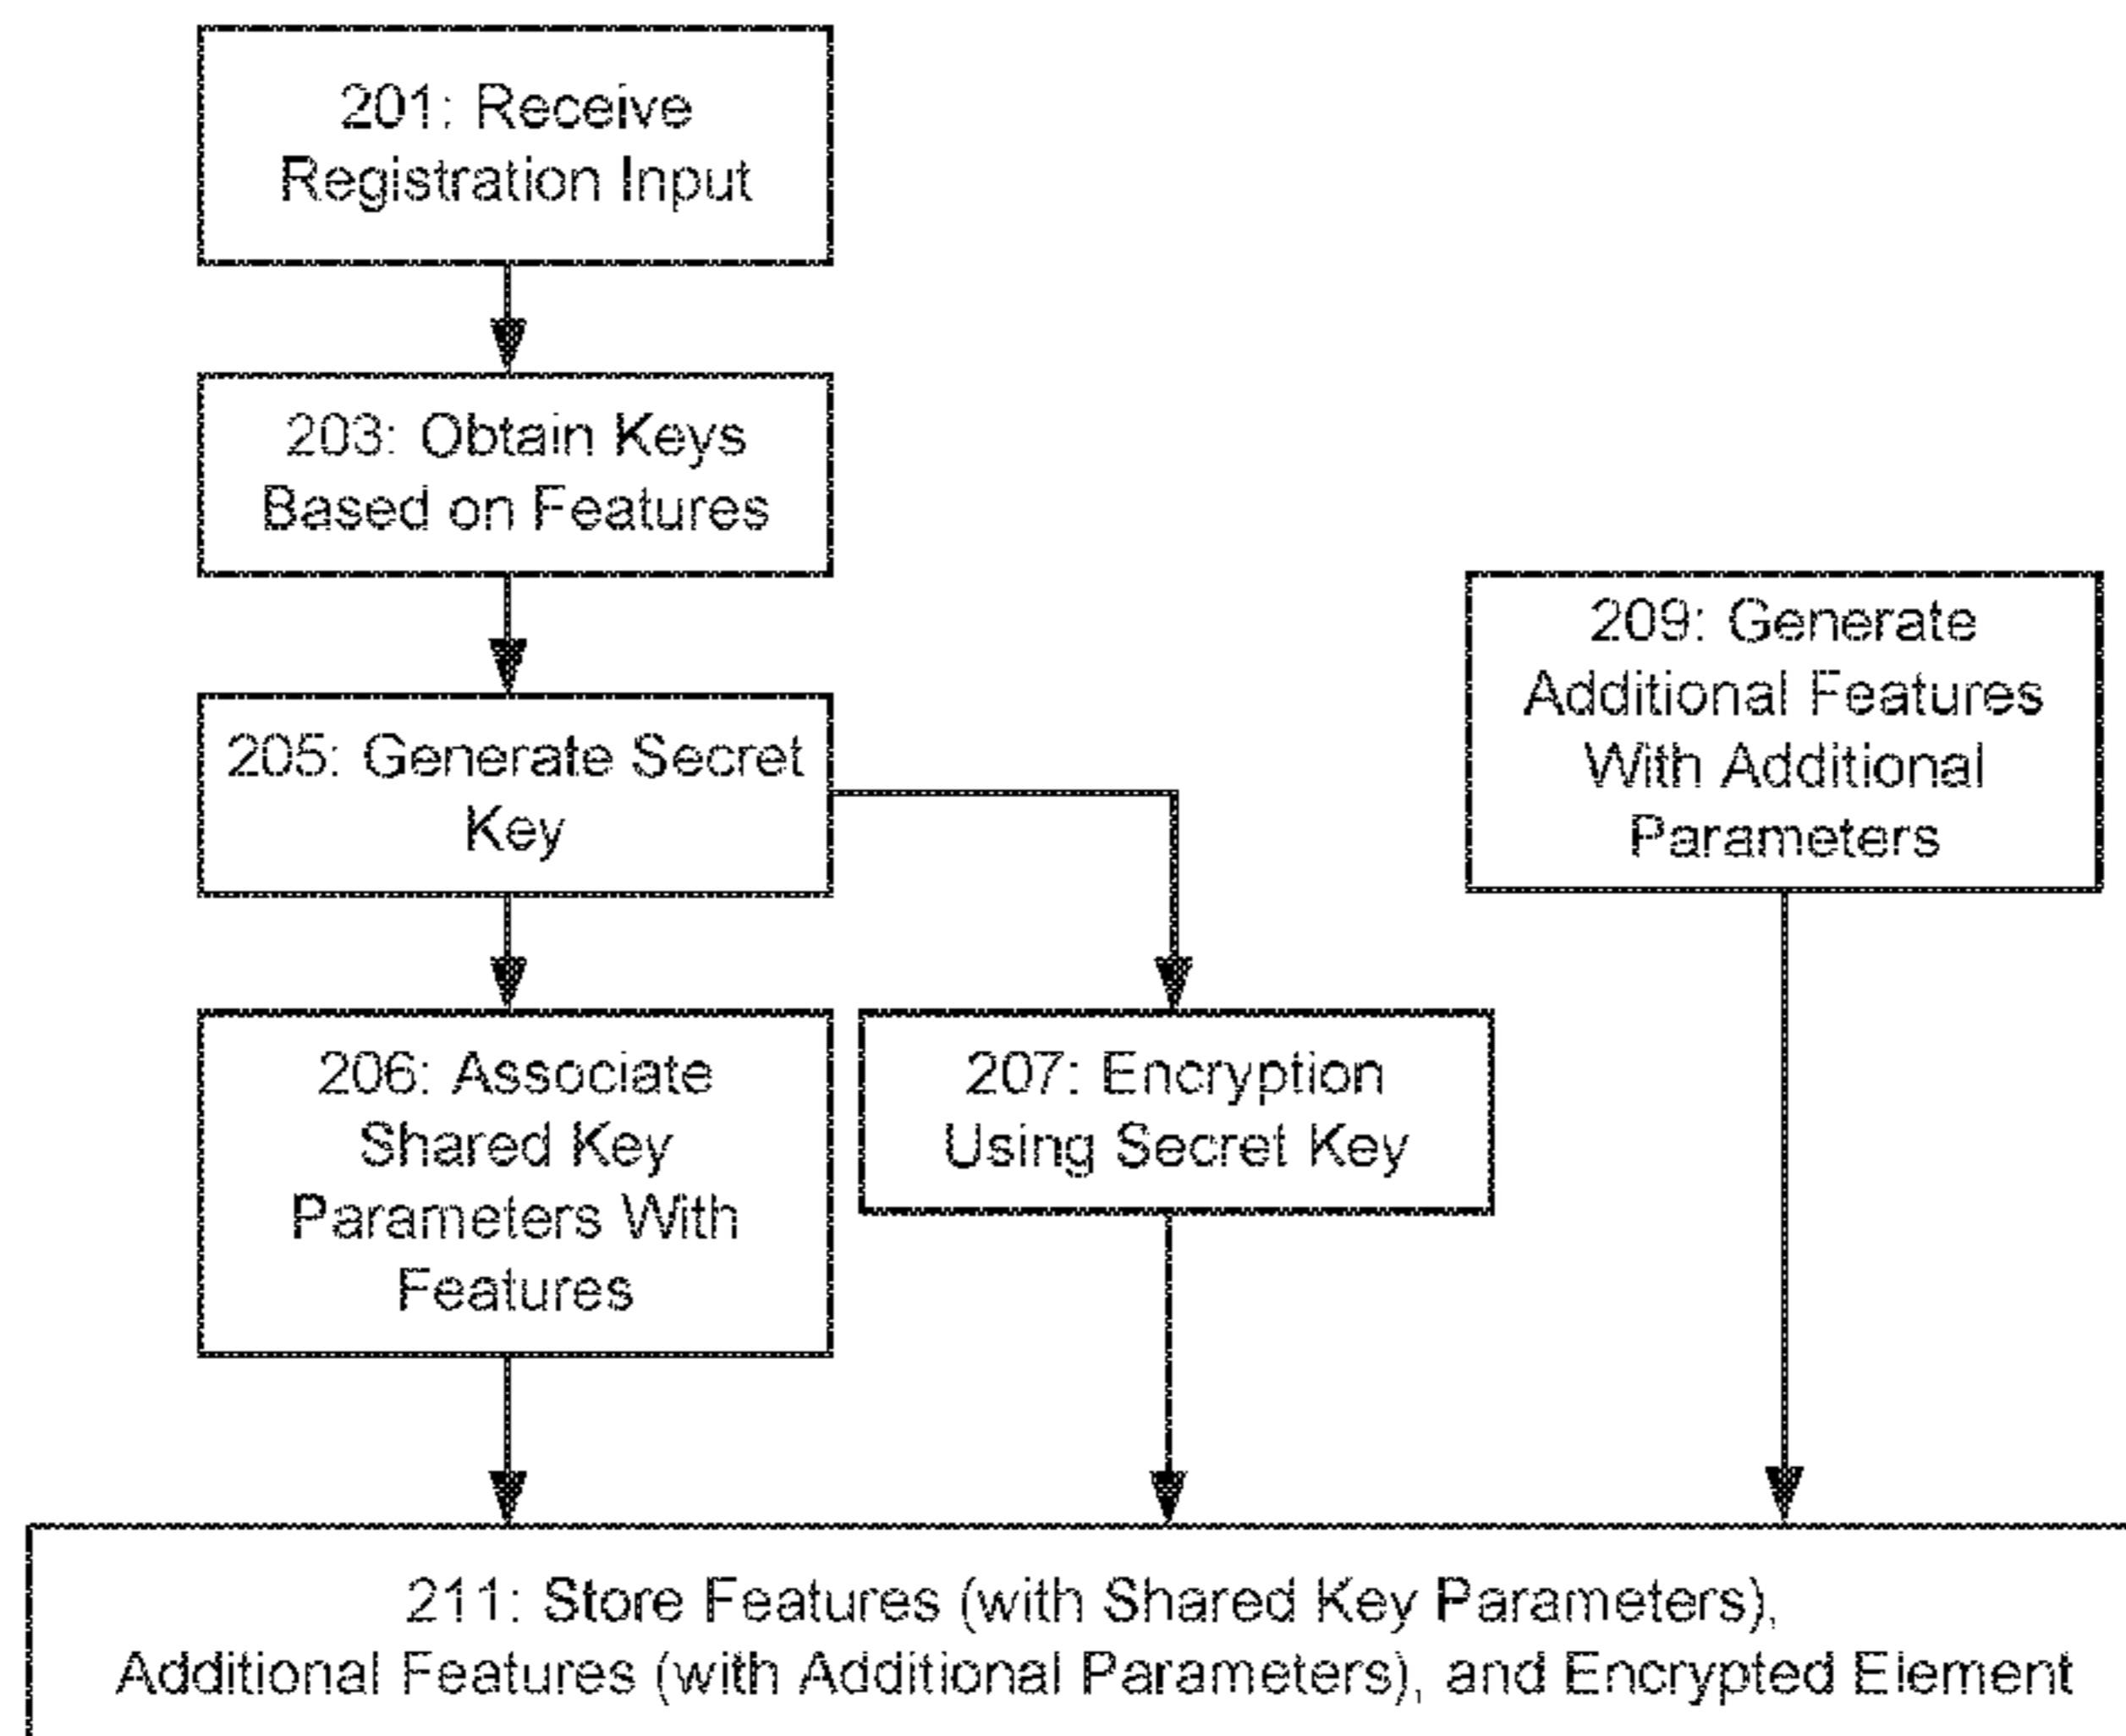 201: Receive
Registration Input
203: Obtain Keys
Based on Features
205: Generate Secret
Key
209: Generate
Additional Features
With Additional
Parameters
206: Associate
Shared Key
Parameters With
Features
207: Encryption
Using Secret Key
211: Store Features (with Shared Key Parameters),
Additional Features (with Additional Parameters), and Encrypted Element